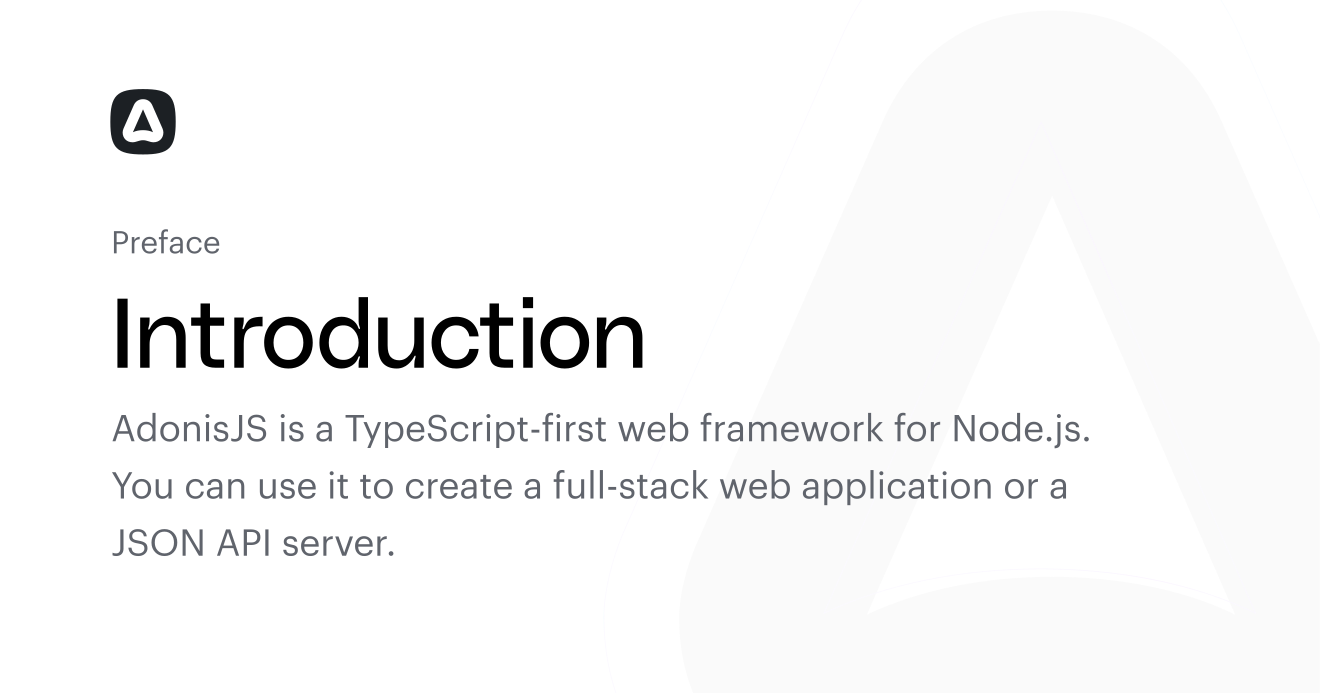 Preface
Introduction
AdonisJS is a TypeScript-first web framework for Node.js.
You can use it to create a full-stack web application or a
JSON API server.